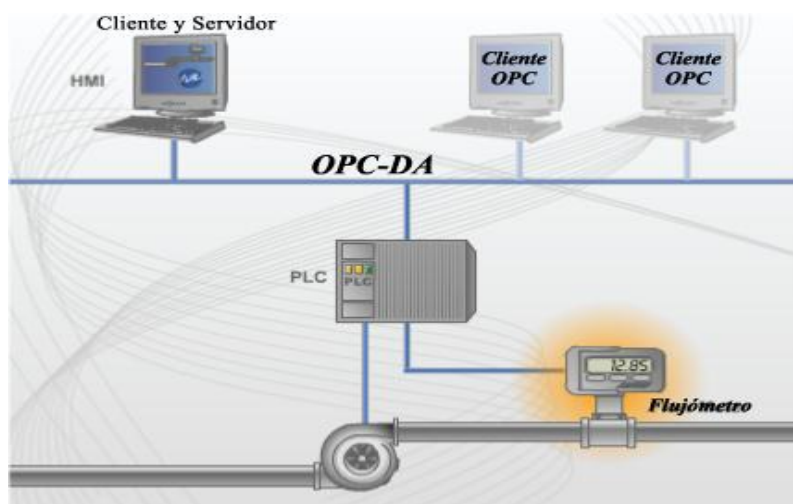 Cliente y Servidor
HMI
Cliente
OPC
Cliente
OPC
OPC-DA
PLC
PLC
12.85
Flujómetro